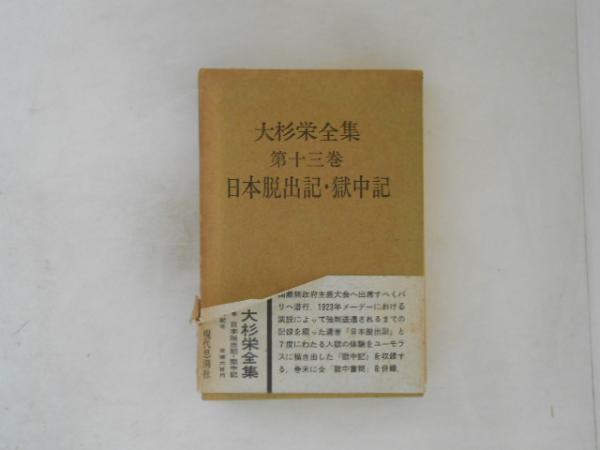 大杉栄全集
第十三巻
日本脱出記・獄中記
無政府主義大会へ出席すべくパ
リへ潜行、1923年メーデーにおける
演説によって強制送還されるまでの
記録を綴った遺著『日本脱出記』と
7度にわたる入獄の体験をユーモラ
スに描き出した『獄中記』を収録す
る。巻末に全「獄中書簡」を併録。
大杉栄全集
日本脱出記・獄中記
現代思潮社